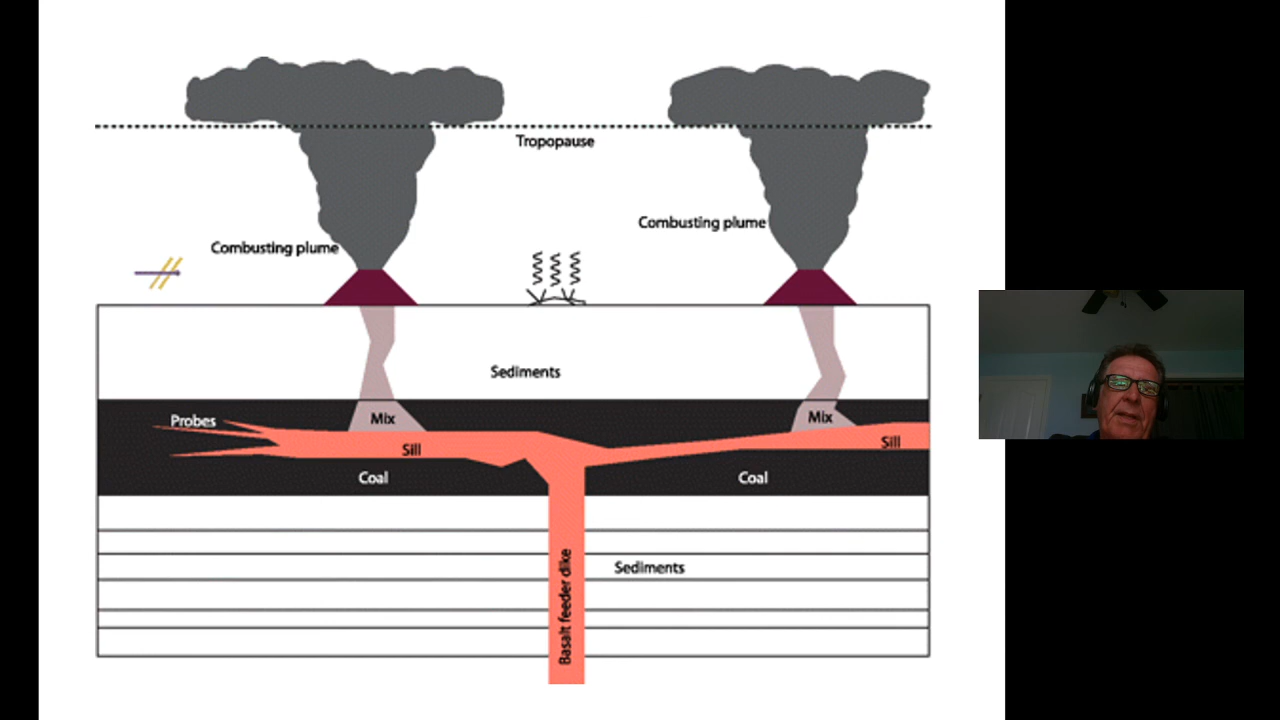 Tropopause
Combusting plume
Combusting plume
Sediments
Probes
Mix
Mix
Sill
Sill
Coal
Coal
Sediments
Basalt feeder dike